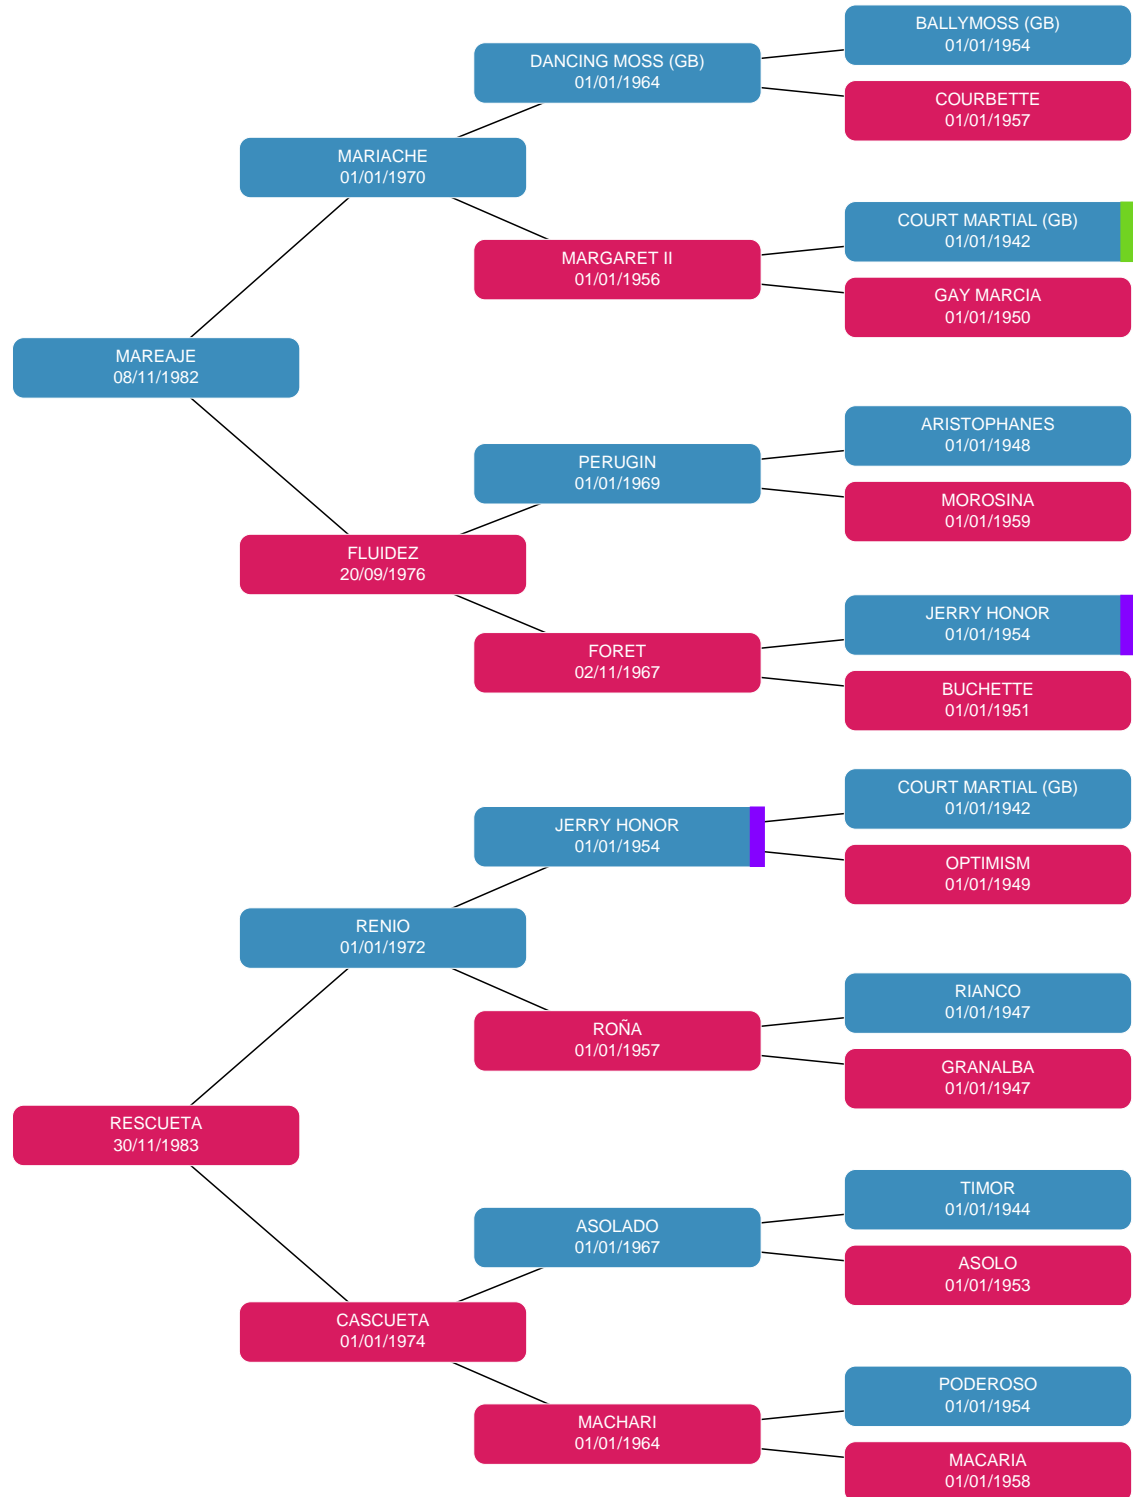 BALLYMOSS (GB)
01/01/1954
DANCING MOSS (GB)
01/01/1964
COURBETTE
01/01/1957
MARIACHE
01/01/1970
COURT MARTIAL (GB)
01/01/1942
MARGARET II
01/01/1956
GAY MARCIA
01/01/1950
MAREAJE
08/11/1982
ARISTOPHANES
01/01/1948
PERUGIN
01/01/1969
MOROSINA
01/01/1959
FLUIDEZ
20/09/1976
JERRY HONOR
01/01/1954
FORET
02/11/1967
BUCHETTE
01/01/1951
COURT MARTIAL (GB)
01/01/1942
JERRY HONOR
01/01/1954
OPTIMISM
01/01/1949
RENIO
01/01/1972
RIANCO
01/01/1947
ROÑA
01/01/1957
GRANALBA
01/01/1947
RESCUETA
30/11/1983
TIMOR
01/01/1944
ASOLADO
01/01/1967
ASOLO
01/01/1953
CASCUETA
01/01/1974
PODEROSO
01/01/1954
MACHARI
01/01/1964
MACARIA
01/01/1958